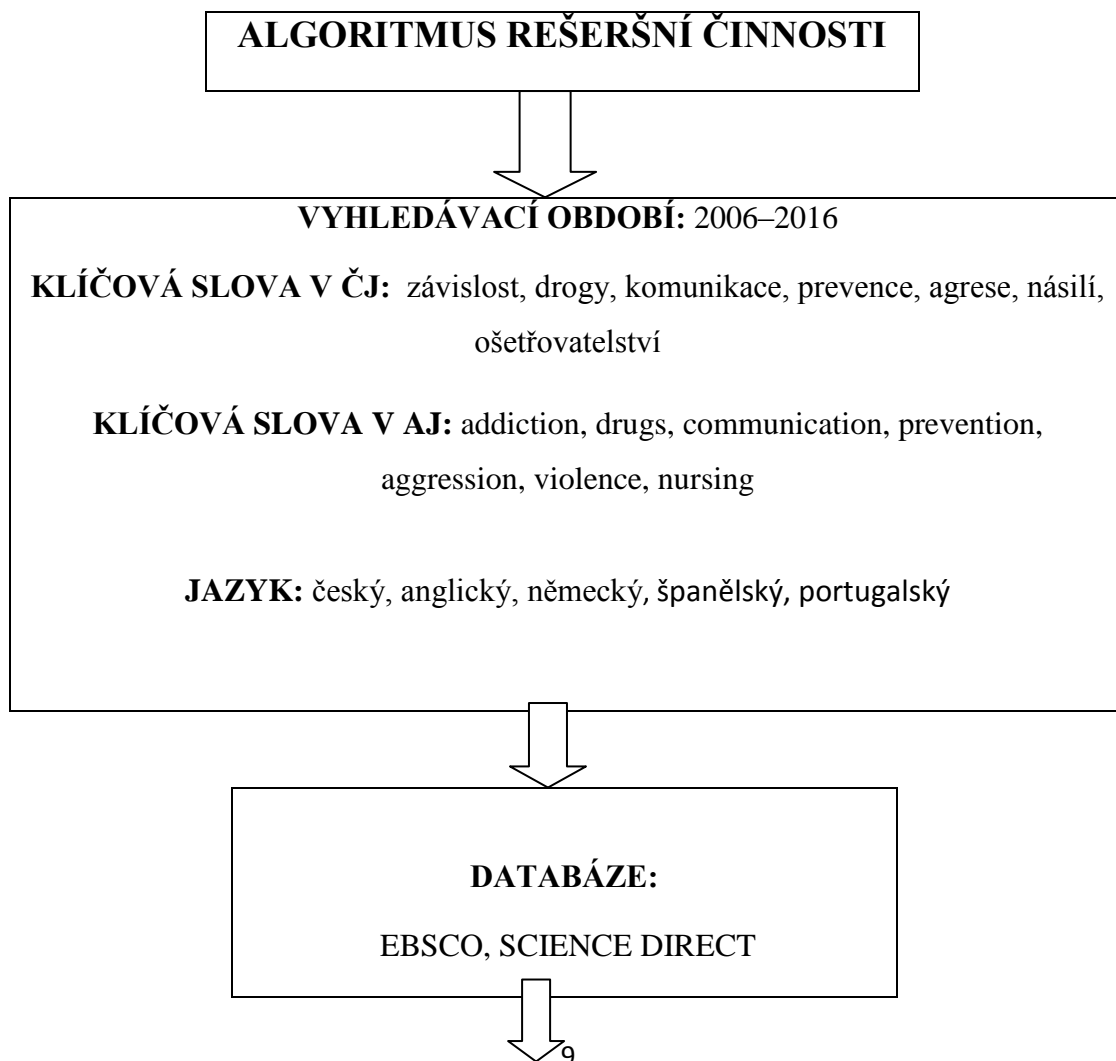 ALGORITMUS REŠERŠNÍ ČINNOSTI
VYHLEDÁVACÍ OBDOBÍ: 2006–2016
KLÍČOVÁ SLOVA V ČJ: závislost, drogy, komunikace, prevence, agrese, násilí,
ošetřovatelství
KLÍČOVÁ SLOVA V AJ: addiction, drugs, communication, prevention,
aggression, violence, nursing
JAZYK: český, anglický, německý, španělský, portugalský
DATABÁZE:
EBSCO, SCIENCE DIRECT
9